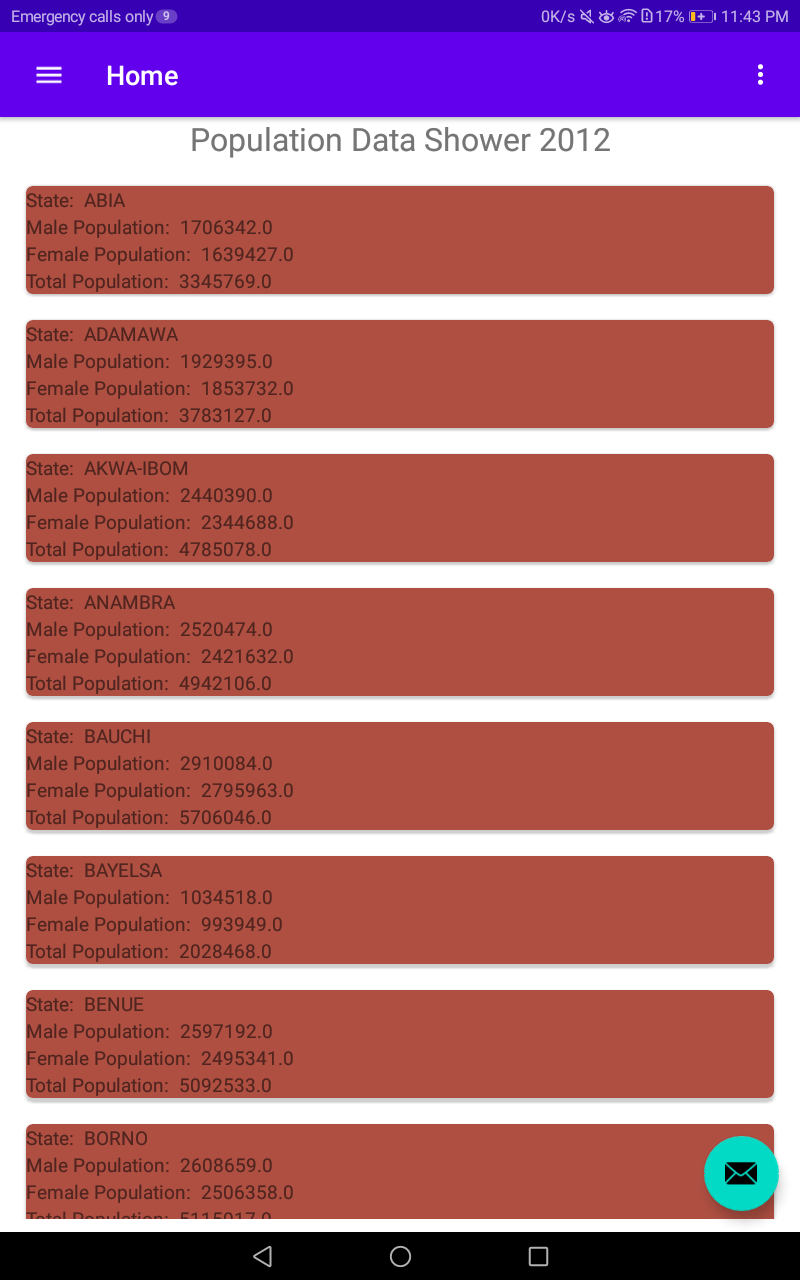 Emergency calls only 9
0K/s 17% 11:43 PM
Home
Population Data Shower 2012
State: ABIA
Male Population: 1706342.0
Female Population: 1639427.0
Total Population: 3345769.0
State: ADAMAWA
Male Population: 1929395.0
Female Population: 1853732.0
Total Population: 3783127.0
State: AKWA-IBOM
Male Population: 2440390.0
Female Population: 2344688.0
Total Population: 4785078.0
State: ANAMBRA
Male Population: 2520474.0
Female Population: 2421632.0
Total Population: 4942106.0
State: BAUCHI
Male Population: 2910084.0
Female Population: 2795963.0
Total Population: 5706046.0
State: BAYELSA
Male Population: 1034518.0
Female Population: 993949.0
Total Population: 2028468.0
State: BENUE
Male Population: 2597192.0
Female Population: 2495341.0
Total Population: 5092533.0
State: BORNO
Male Population: 2608659.0
Female Population: 2506358.0
Total Population: